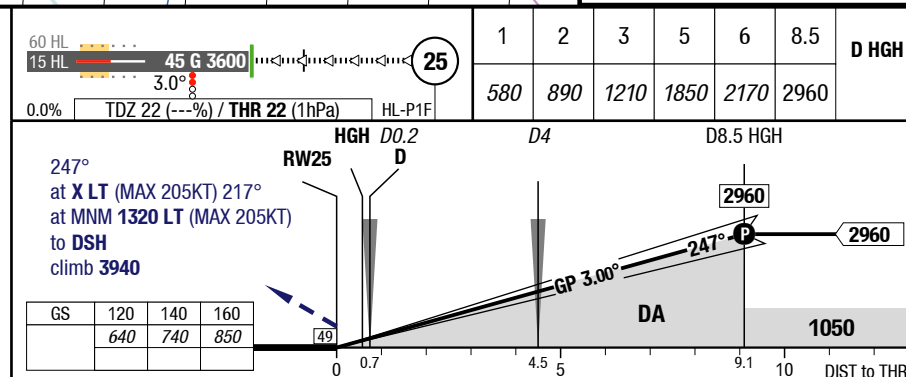 60 HL
15 HL
45 G 3600
25
3.0°
0.0%
TDZ 22 (---%) / THR 22 (1hPa)
HL-P1F
1 2 3 5 6 8.5 D HGH
580 890 1210 1850 2170 2960
HGH D0.2 D4 D8.5 HGH
RW25 D
247°
at X LT (MAX 205KT) 217°
at MNM 1320 LT (MAX 205KT)
to DSH
climb 3940
2960
P
2960
247°
GP 3.00°
DA
1050
GS 120 140 160
640 740 850
49
0 0.7 4.5 5 9.1 10 DIST to THR